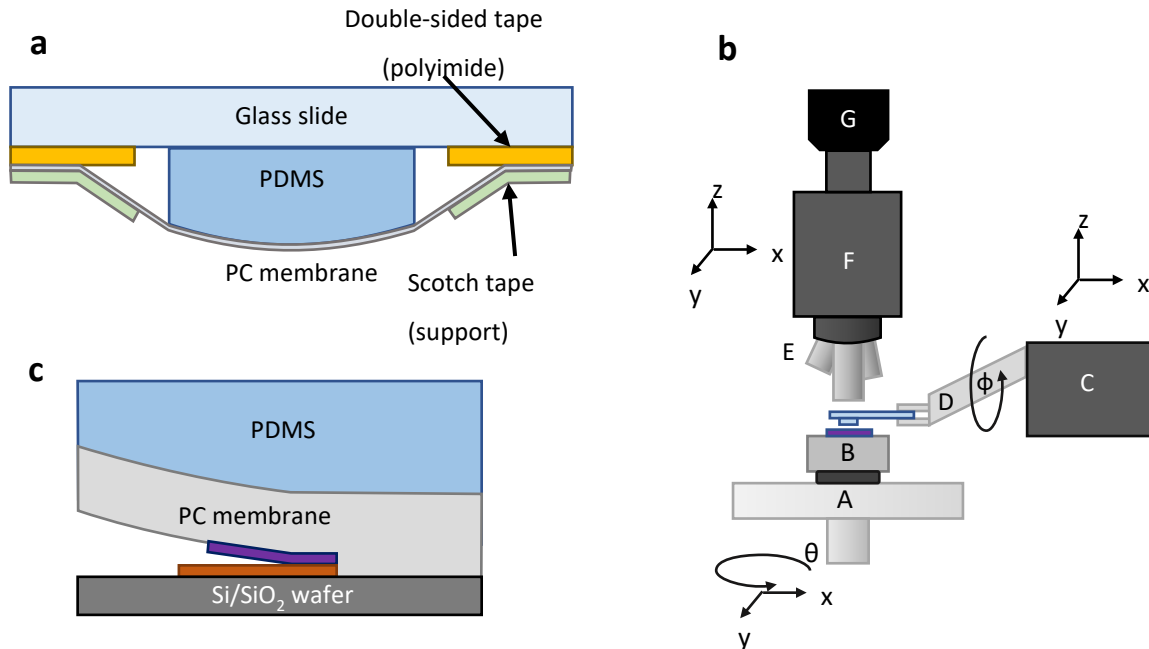 a
Double-sided tape
(polyimide)
Glass slide
PDMS
PC membrane
Scotch tape
(support)
b
G
z
x
y
F
z
x
y
E
D
ϕ
C
B
A
θ
x
y
c
PDMS
PC membrane
Si/SiO₂ wafer